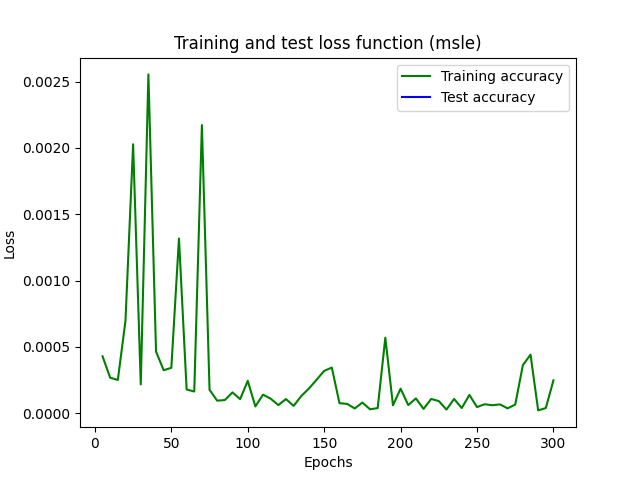 Training and test loss function (msle)
Training accuracy
Test accuracy
0.0025
0.0020
0.0015
0.0010
0.0005
0.0000
Loss
0 50 100 150 200 250 300
Epochs